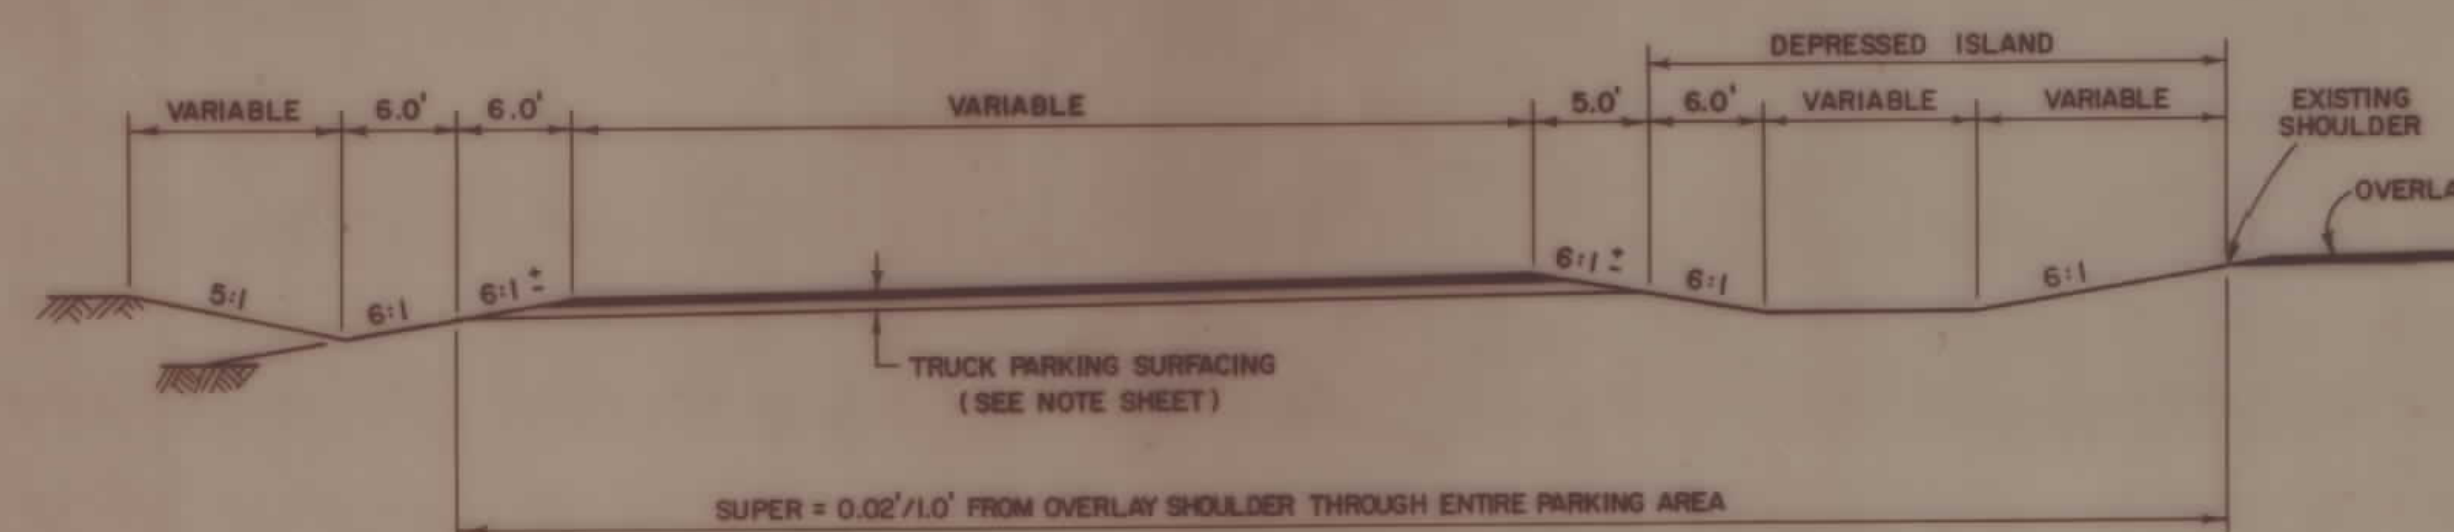 DEPRESSED ISLAND
VARIABLE 6.0' 6.0' VARIABLE 5.0' 6.0' VARIABLE VARIABLE
EXISTING
SHOULDER
OVERLA
5:1 6:1 6:1 ± 6:1 ± 6:1 6:1
TRUCK PARKING SURFACING
(SEE NOTE SHEET)
SUPER = 0.02'/1.0' FROM OVERLAY SHOULDER THROUGH ENTIRE PARKING AREA